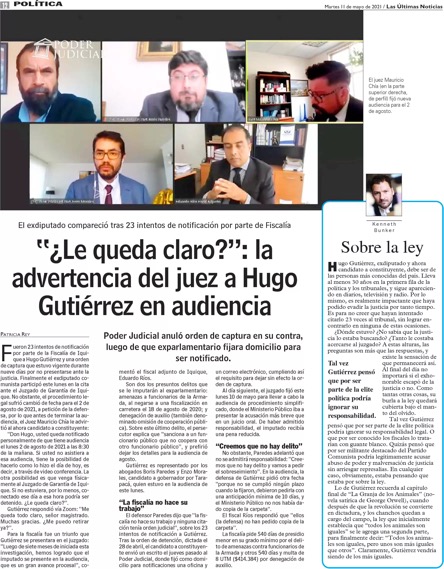 12 POLÍTICA
Martes 11 de mayo de 2021 / Las Últimas Noticias
PODER
JUDICIAL
El juez Mauricio
Chía (en la parte
superior derecha,
de perfil) fijó nueva
audiencia para el 2
de agosto.
El exdiputado compareció tras 23 intentos de notificación por parte de Fiscalía
"¿Le queda claro?": la
advertencia del juez a Hugo
Gutiérrez en audiencia
PATRICIA REY
Poder Judicial anuló orden de captura en su contra,
luego de que exparlamentario fijara domicilio para
ser notificado.
Fueron 23 intentos de notificación
por parte de la Fiscalía de Iquique
a Hugo Gutiérrez y una orden
de captura que estuvo vigente durante
nueve días por no presentarse ante la
justicia. Finalmente el exdiputado comunista
participó este lunes en la cita
ante el Juzgado de Garantía de Iquique.
No obstante, el procedimiento legal
sufrió cambio de fecha para el 2 de
agosto de 2021, a petición de la defensa,
por lo que antes de terminar la audiencia,
el juez José Mauricio Chía la advirtió
al ahora candidato a constituyente:
"Don Hugo, usted queda notificado
personalmente de que tiene audiencia
el lunes 2 de agosto de 2021 a las 8:30
de la mañana. Si usted no asistiera a
esa audiencia, tiene la posibilidad de
hacerlo como lo hizo el día de hoy, es
decir, a través de video conferencia. La
otra posibilidad es que venga físicamente
al Juzgado de Garantía de Iquique.
Si no estuviera, por lo menos, conectado
ese día a esa hora podría ser
detenido. ¿Le queda claro?".
Gutiérrez respondió vía Zoom: "Me
queda todo claro, señor magistrado.
Muchas gracias. ¿Me puedo retirar
ya?".
Para la fiscalía fue un triunfo que
Gutiérrez se presentara en el juzgado:
"Luego de siete meses de iniciada esta
investigación, hemos logrado que el
imputado se presente en la audiencia,
que es un gran avance procesal", comentó
el fiscal adjunto de Iquique,
Eduardo Ríos.
Son dos los presuntos delitos que
se le imputarán al exparlamentario:
amenazas a funcionarios de la Armada,
al negarse a una fiscalización en
carretera el 18 de agosto de 2020; y
denegación de auxilio (también denominado
omisión de cooperación pública).
Sobre este último delito, el persecutor
explica que "equivale a un funcionario
público que no coopera con
otro funcionario público", y prefirió
dejar los detalles para la audiencia de
agosto.
Gutiérrez es representado por los
abogados Boris Paredes y Enzo Morales,
candidato a gobernador por Tarapacá,
quien estuvo en la audiencia este
lunes.
"La fiscalía no hace su
trabajo"
El defensor Paredes dijo que "la fiscalía
no hace su trabajo y ninguna citación
tenía orden judicial", sobre los 23
intentos de notificación a Gutiérrez.
Tras la orden de detención, dictada el
28 de abril, el candidato a constituyente
envió un escrito el jueves pasado al
Poder Judicial, donde fijó como domicilio
para notificaciones una oficina y
un correo electrónico, cumpliendo así
el requisito para dejar sin efecto la orden
de captura.
Al día siguiente, el juzgado fijó este
lunes 10 de mayo para llevar a cabo la
audiencia de procedimiento simplificado,
donde el Ministerio Público iba a
presentar la acusación más breve que
en un juicio oral. De haber admitido
responsabilidad, el imputado recibía
una pena reducida.
"Creemos que no hay delito"
No obstante, Paredes adelantó que
no se admitiría responsabilidad: "Creemos
que no hay delito y vamos a pedir
el sobreseimiento". En la audiencia, la
defensa de Gutiérrez pidió otra fecha
"porque no se cumplió ningún plazo
cuando la fijaron, debieron pedirla con
una anticipación mínima de 10 días, y
el Ministerio Público no nos había dado
copia de la carpeta".
El fiscal Ríos respondió que "ellos
(la defensa) no han pedido copia de la
carpeta".
La fiscalía pide 540 días de presidio
menor en su grado mínimo por el delito
de amenazas contra funcionarios de
la Armada y otros 540 días y multa de
8 UTM ($414.384) por denegación de
auxilio.
Kenneth
Bunker
Sobre la ley
Hugo Gutiérrez, exdiputado y ahora
candidato a constituyente, debe ser de
las personas más conocidas del país. Lleva
al menos 30 años en la primera fila de la
política y los tribunales, y sigue apareciendo
en diarios, televisión y radio. Por lo
mismo, es realmente impactante que haya
podido evadir la justicia por tanto tiempo.
Es para no creer que hayan intentado
citarlo 23 veces al tribunal, sin lograr encontrarlo
en ninguna de estas ocasiones.
¿Dónde estuvo? ¿No sabía que la justicia
lo estaba buscando? ¿Tanto le costaba
acercarse al juzgado? A estas alturas, las
preguntas son más que las respuestas, y
Tal vez
Gutiérrez
pensó que
por ser
parte de la
elite política
podría
ignorar su
responsabilidad.
existe la sensación de
que permanecerá así.
Al final del día no
importará si el exhonorable
escapó de la
justicia o no. Como
tantas otras cosas, su
burla a la ley quedará
cubierta bajo el manto
del olvido.
Tal vez Gutiérrez
pensó que por ser parte de la elite política
podría ignorar su responsabilidad legal. O
que por ser conocido los fiscales lo tratarían
con guante blanco. Quizás pensó que
por ser militante destacado del Partido
Comunista podría legítimamente acusar
abuso de poder y malversación de justicia
sin arriesgar represalias. En cualquier
caso, obviamente, estaba pensando que
estaba por sobre la ley.
Lo de Gutiérrez recuerda al capítulo
final de "La Granja de los Animales" (novela
satírica de George Orwell), cuando
después de que la revolución se convierte
en dictadura, y los chanchos quedan a
cargo del campo, la ley que inicialmente
establecía que "todos los animales son
iguales" se le agrega una segunda parte,
para finalmente decir: "Todos los animales
son iguales, pero unos son más iguales
que otros". Claramente, Gutiérrez vendría
siendo de los más iguales.